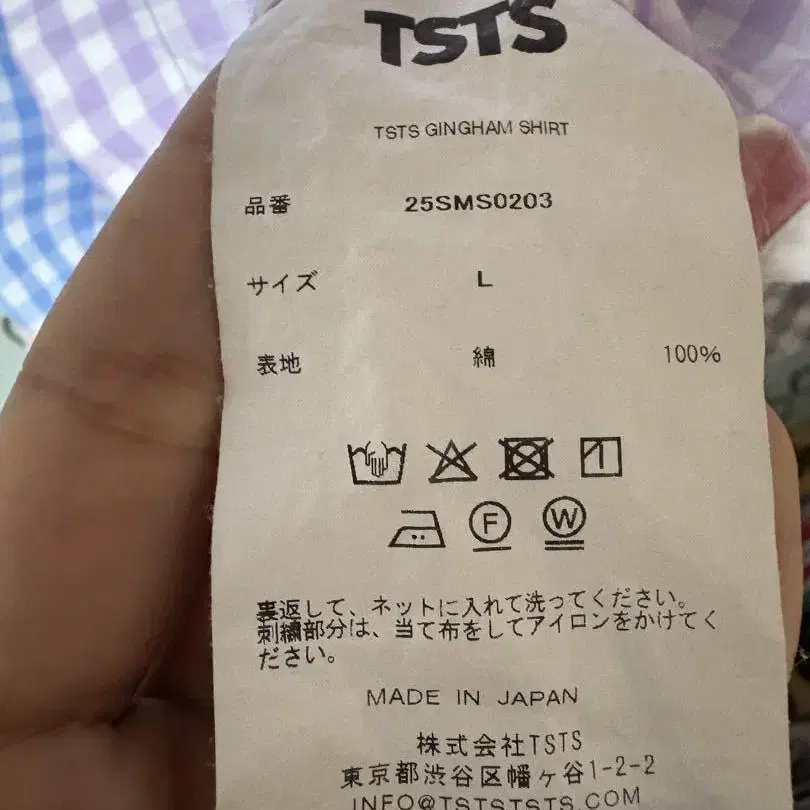 TSTS
TSTS GINGHAM SHIRT
品番 25SMS0203
サイズ L
表地 綿 100%
F W
裏返して、ネットに入れて洗ってください。
刺繍部分は、当て布をしてアイロンをかけてく
ださい。
MADE IN JAPAN
株式会社TSTS
東京都渋谷区幡ヶ谷1-2-2
INFO@TSTSTSTS.COM